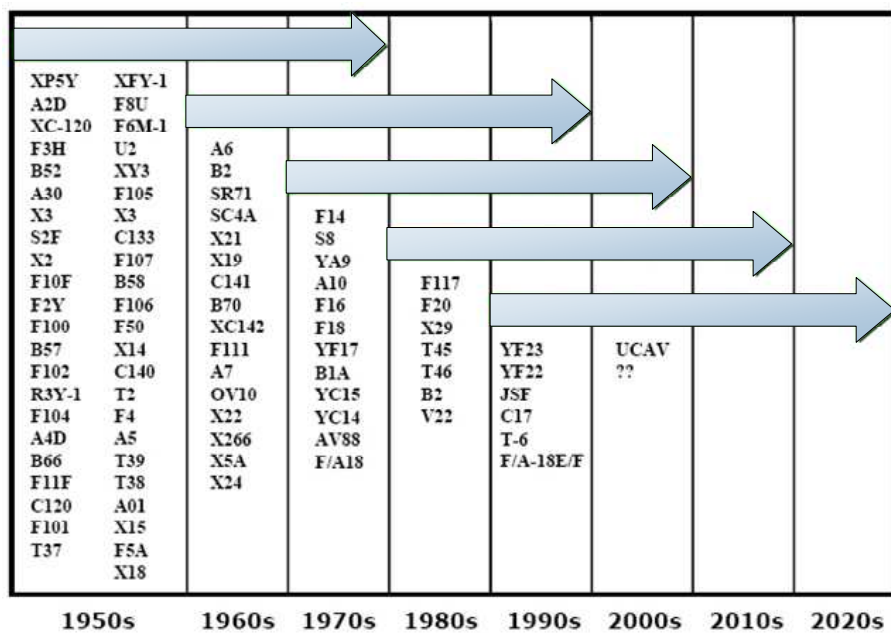 XP5Y
A2D
XC-120
F3H
B52
A30
X3
S2F
X2
F10F
F2Y
F100
B57
F102
R3Y-1
F104
A4D
B66
F11F
C120
F101
T37
XFY-1
F8U
F6M-1
U2
XY3
F105
X3
C133
F107
B58
F106
F50
X14
C140
T2
F4
A5
T39
T38
A01
X15
F5A
X18
A6
B2
SR71
SC4A
X21
X19
C141
B70
XC142
F111
A7
OV10
X22
X266
X5A
X24
F14
S8
YA9
A10
F16
F18
YF17
B1A
YC15
YC14
AV88
F/A18
F117
F20
X29
T45
T46
B2
V22
YF23
YF22
JSF
C17
T-6
F/A-18E/F
UCAV
??
1950s 1960s 1970s 1980s 1990s 2000s 2010s 2020s